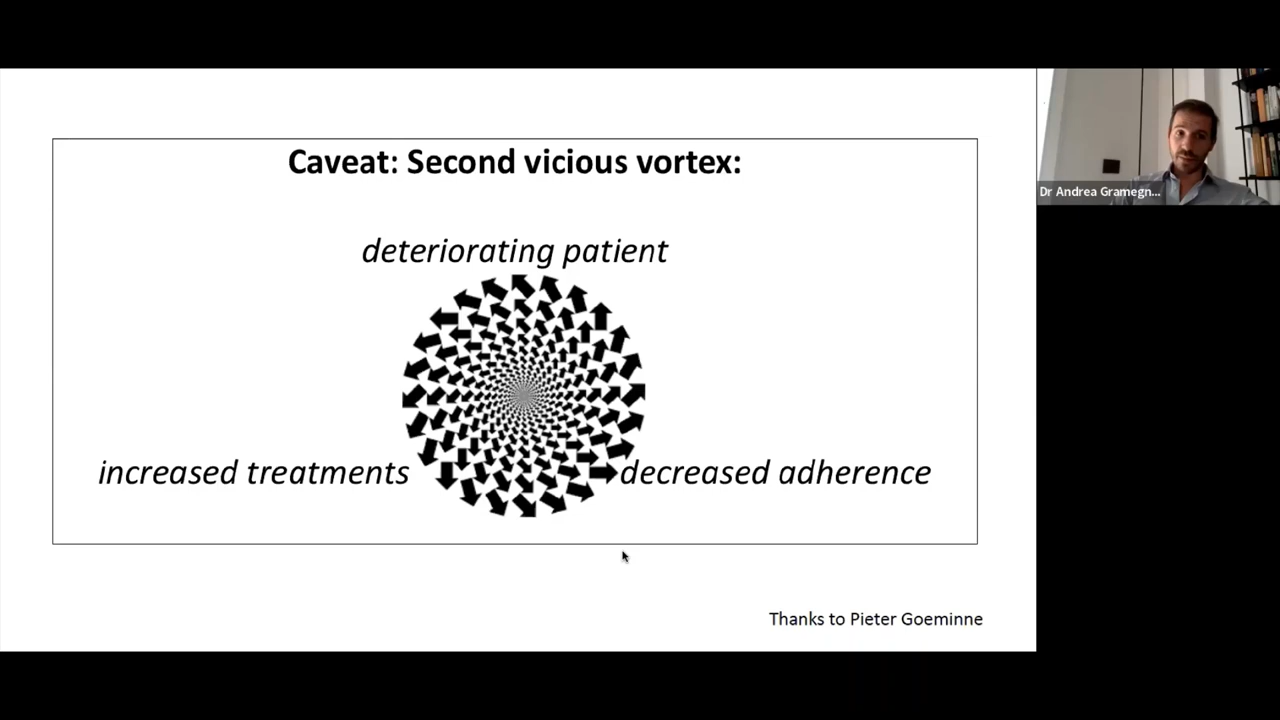 Caveat: Second vicious vortex:
deteriorating patient
increased treatments
decreased adherence
Thanks to Pieter Goeminne
Dr Andrea Gramegn...